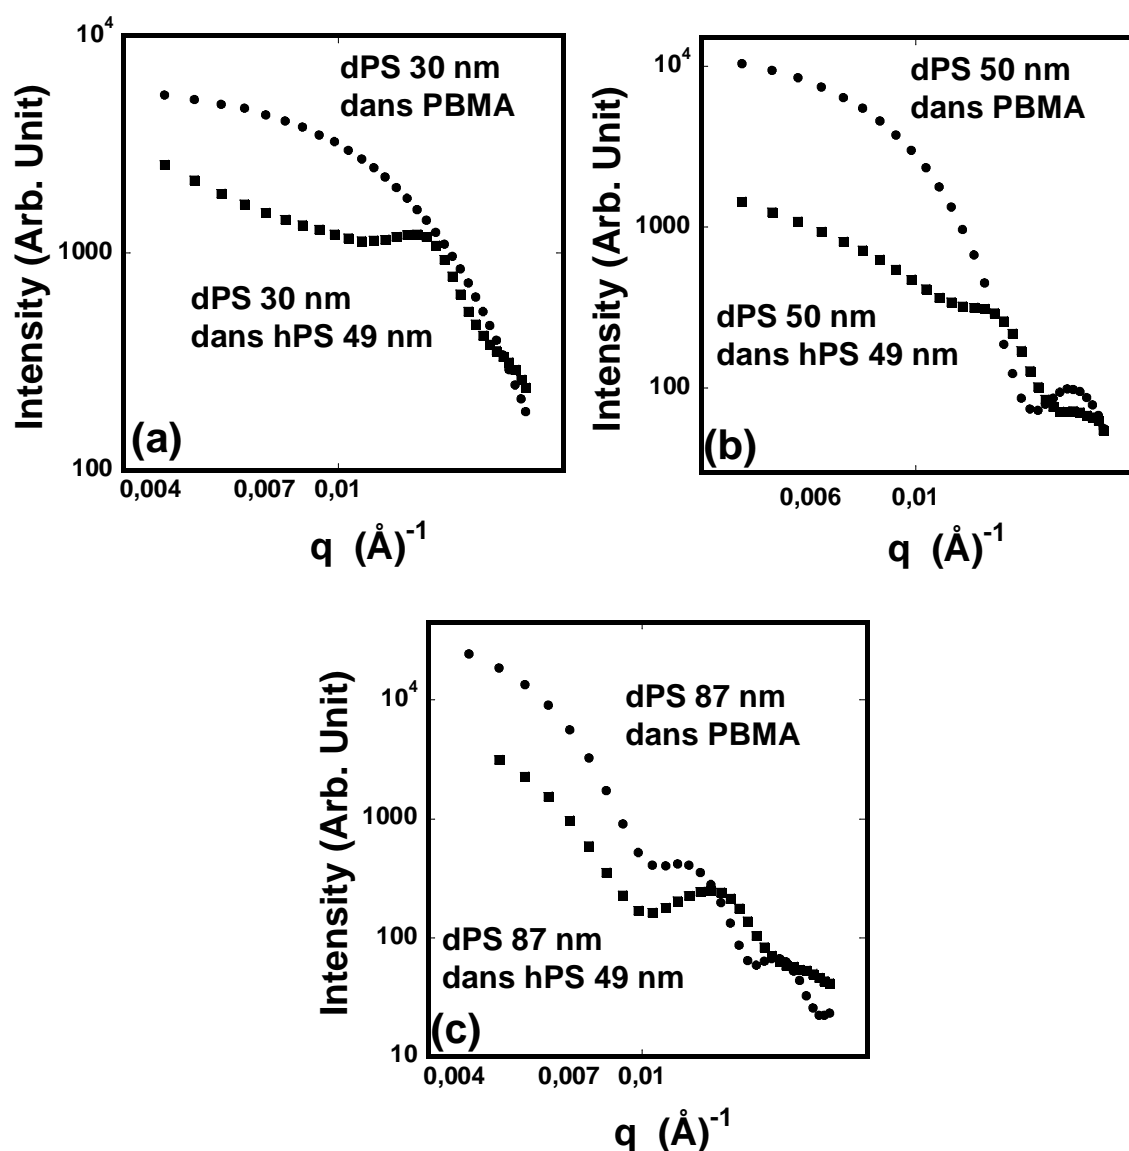 10^4
1000
100
Intensity (Arb. Unit)
dPS 30 nm
dans PBMA
dPS 30 nm
dans hPS 49 nm
(a)
0,004 0,007 0,01
q (Å)^-1
10^4
1000
100
Intensity (Arb. Unit)
dPS 50 nm
dans PBMA
dPS 50 nm
dans hPS 49 nm
(b)
0,006 0,01
q (Å)^-1
10^4
1000
100
10
Intensity (Arb. Unit)
dPS 87 nm
dans PBMA
dPS 87 nm
dans hPS 49 nm
(c)
0,004 0,007 0,01
q (Å)^-1